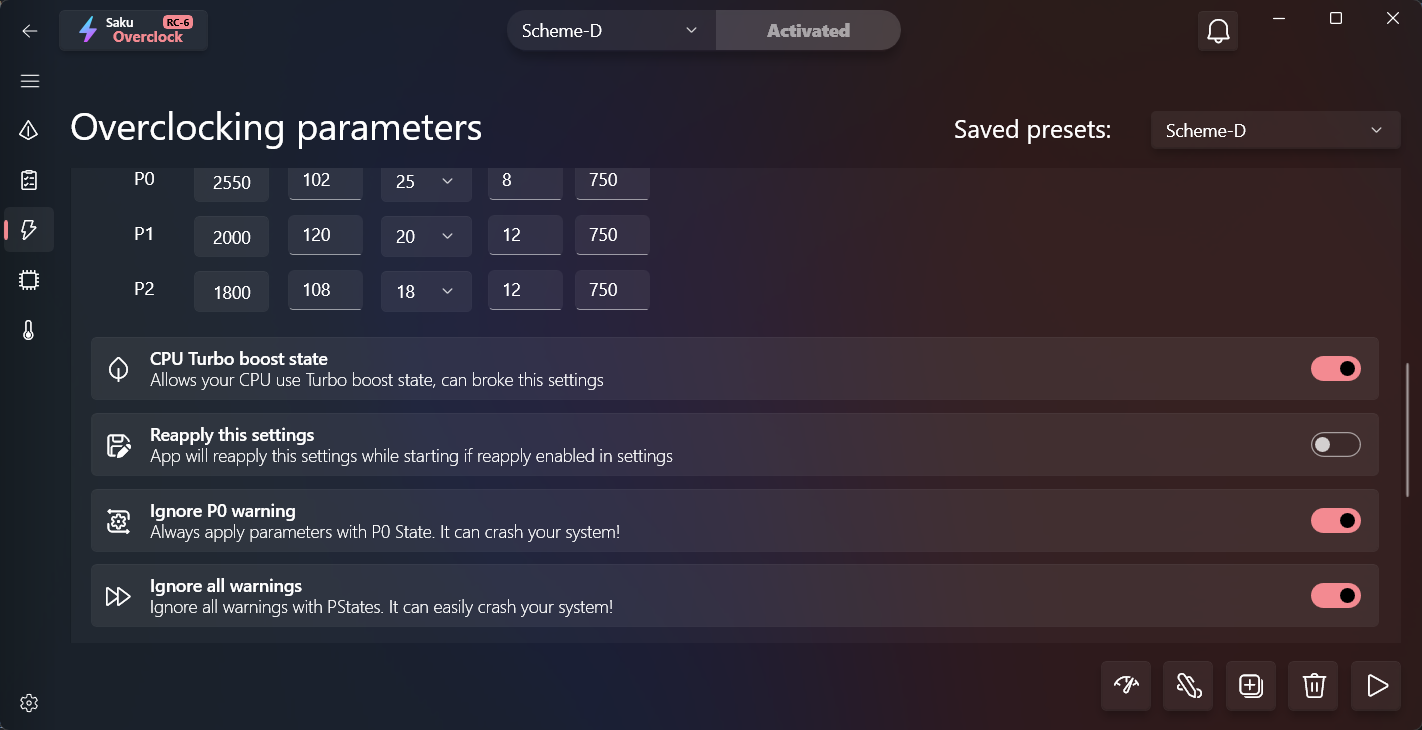 Saku RC-6
Overclock
Scheme-D
Activated
Overclocking parameters
Saved presets:
Scheme-D
P0 2550 102 25 8 750
P1 2000 120 20 12 750
P2 1800 108 18 12 750
CPU Turbo boost state
Allows your CPU use Turbo boost state, can broke this settings
Reapply this settings
App will reapply this settings while starting if reapply enabled in settings
Ignore P0 warning
Always apply parameters with P0 State. It can crash your system!
Ignore all warnings
Ignore all warnings with PStates. It can easily crash your system!